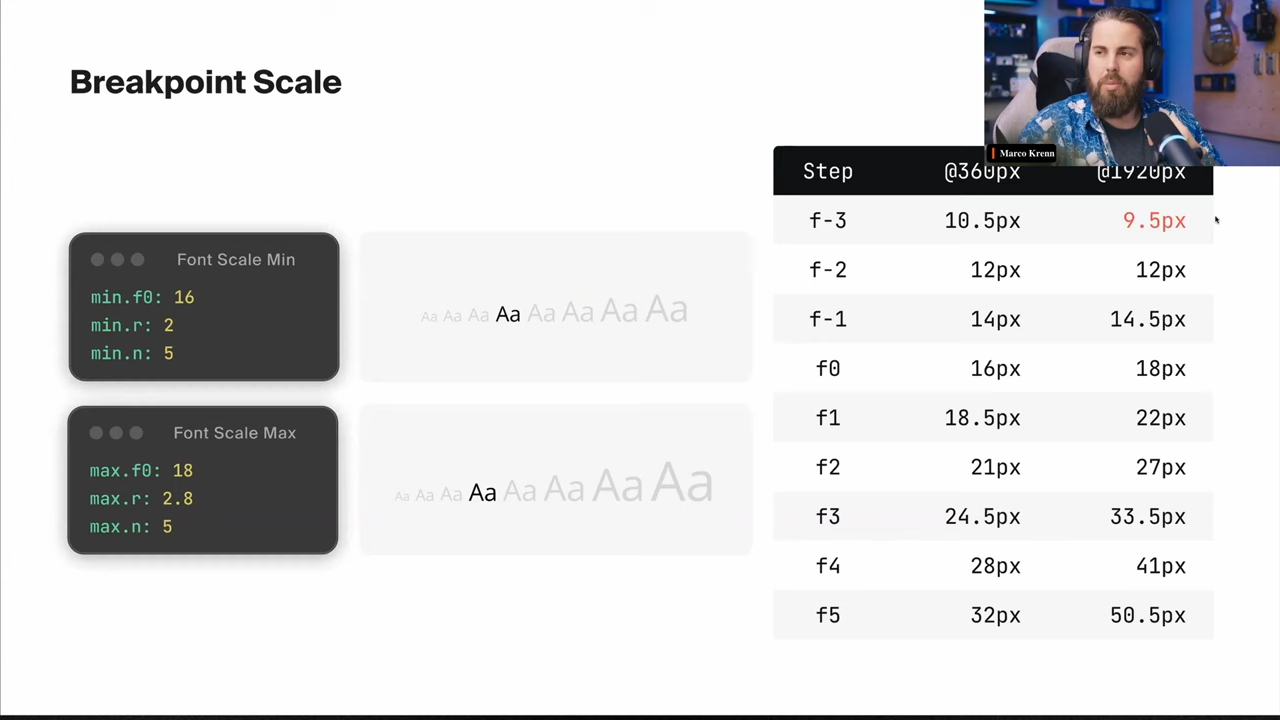 Breakpoint Scale
Marco Krenn
Font Scale Min
min.f0: 16
min.r: 2
min.n: 5
Aa Aa Aa Aa Aa Aa Aa Aa
Font Scale Max
max.f0: 18
max.r: 2.8
max.n: 5
Aa Aa Aa Aa Aa Aa Aa Aa
Step @360px @1920px
f-3 10.5px 9.5px
f-2 12px 12px
f-1 14px 14.5px
f0 16px 18px
f1 18.5px 22px
f2 21px 27px
f3 24.5px 33.5px
f4 28px 41px
f5 32px 50.5px